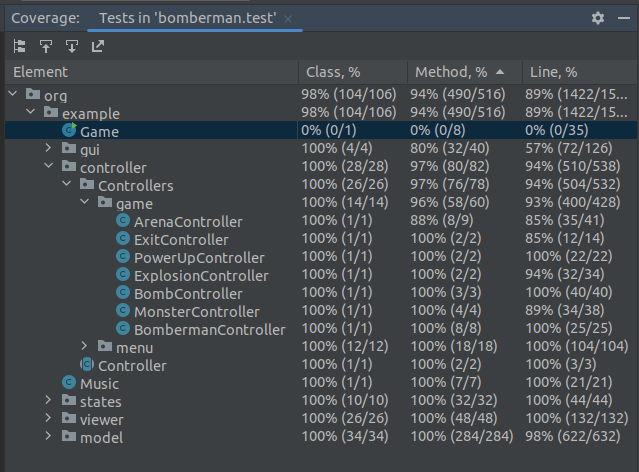 Coverage: Tests in 'bomberman.test' ×
Element Class, % Method, % Line, %
org 98% (104/106) 94% (490/516) 89% (1422/15...
example 98% (104/106) 94% (490/516) 89% (1422/15...
Game 0% (0/1) 0% (0/8) 0% (0/35)
gui 100% (4/4) 80% (32/40) 57% (72/126)
controller 100% (28/28) 97% (80/82) 94% (510/538)
Controllers 100% (26/26) 97% (76/78) 94% (504/532)
game 100% (14/14) 96% (58/60) 93% (400/428)
ArenaController 100% (1/1) 88% (8/9) 85% (35/41)
ExitController 100% (1/1) 100% (2/2) 85% (12/14)
PowerUpController 100% (1/1) 100% (2/2) 100% (22/22)
ExplosionController 100% (1/1) 100% (2/2) 94% (32/34)
BombController 100% (1/1) 100% (3/3) 100% (40/40)
MonsterController 100% (1/1) 100% (4/4) 89% (34/38)
BombermanController 100% (1/1) 100% (8/8) 100% (25/25)
menu 100% (12/12) 100% (18/18) 100% (104/104)
Controller 100% (1/1) 100% (2/2) 100% (3/3)
Music 100% (1/1) 100% (7/7) 100% (21/21)
states 100% (10/10) 100% (32/32) 100% (44/44)
viewer 100% (26/26) 100% (48/48) 100% (132/132)
model 100% (34/34) 100% (284/284) 98% (622/632)